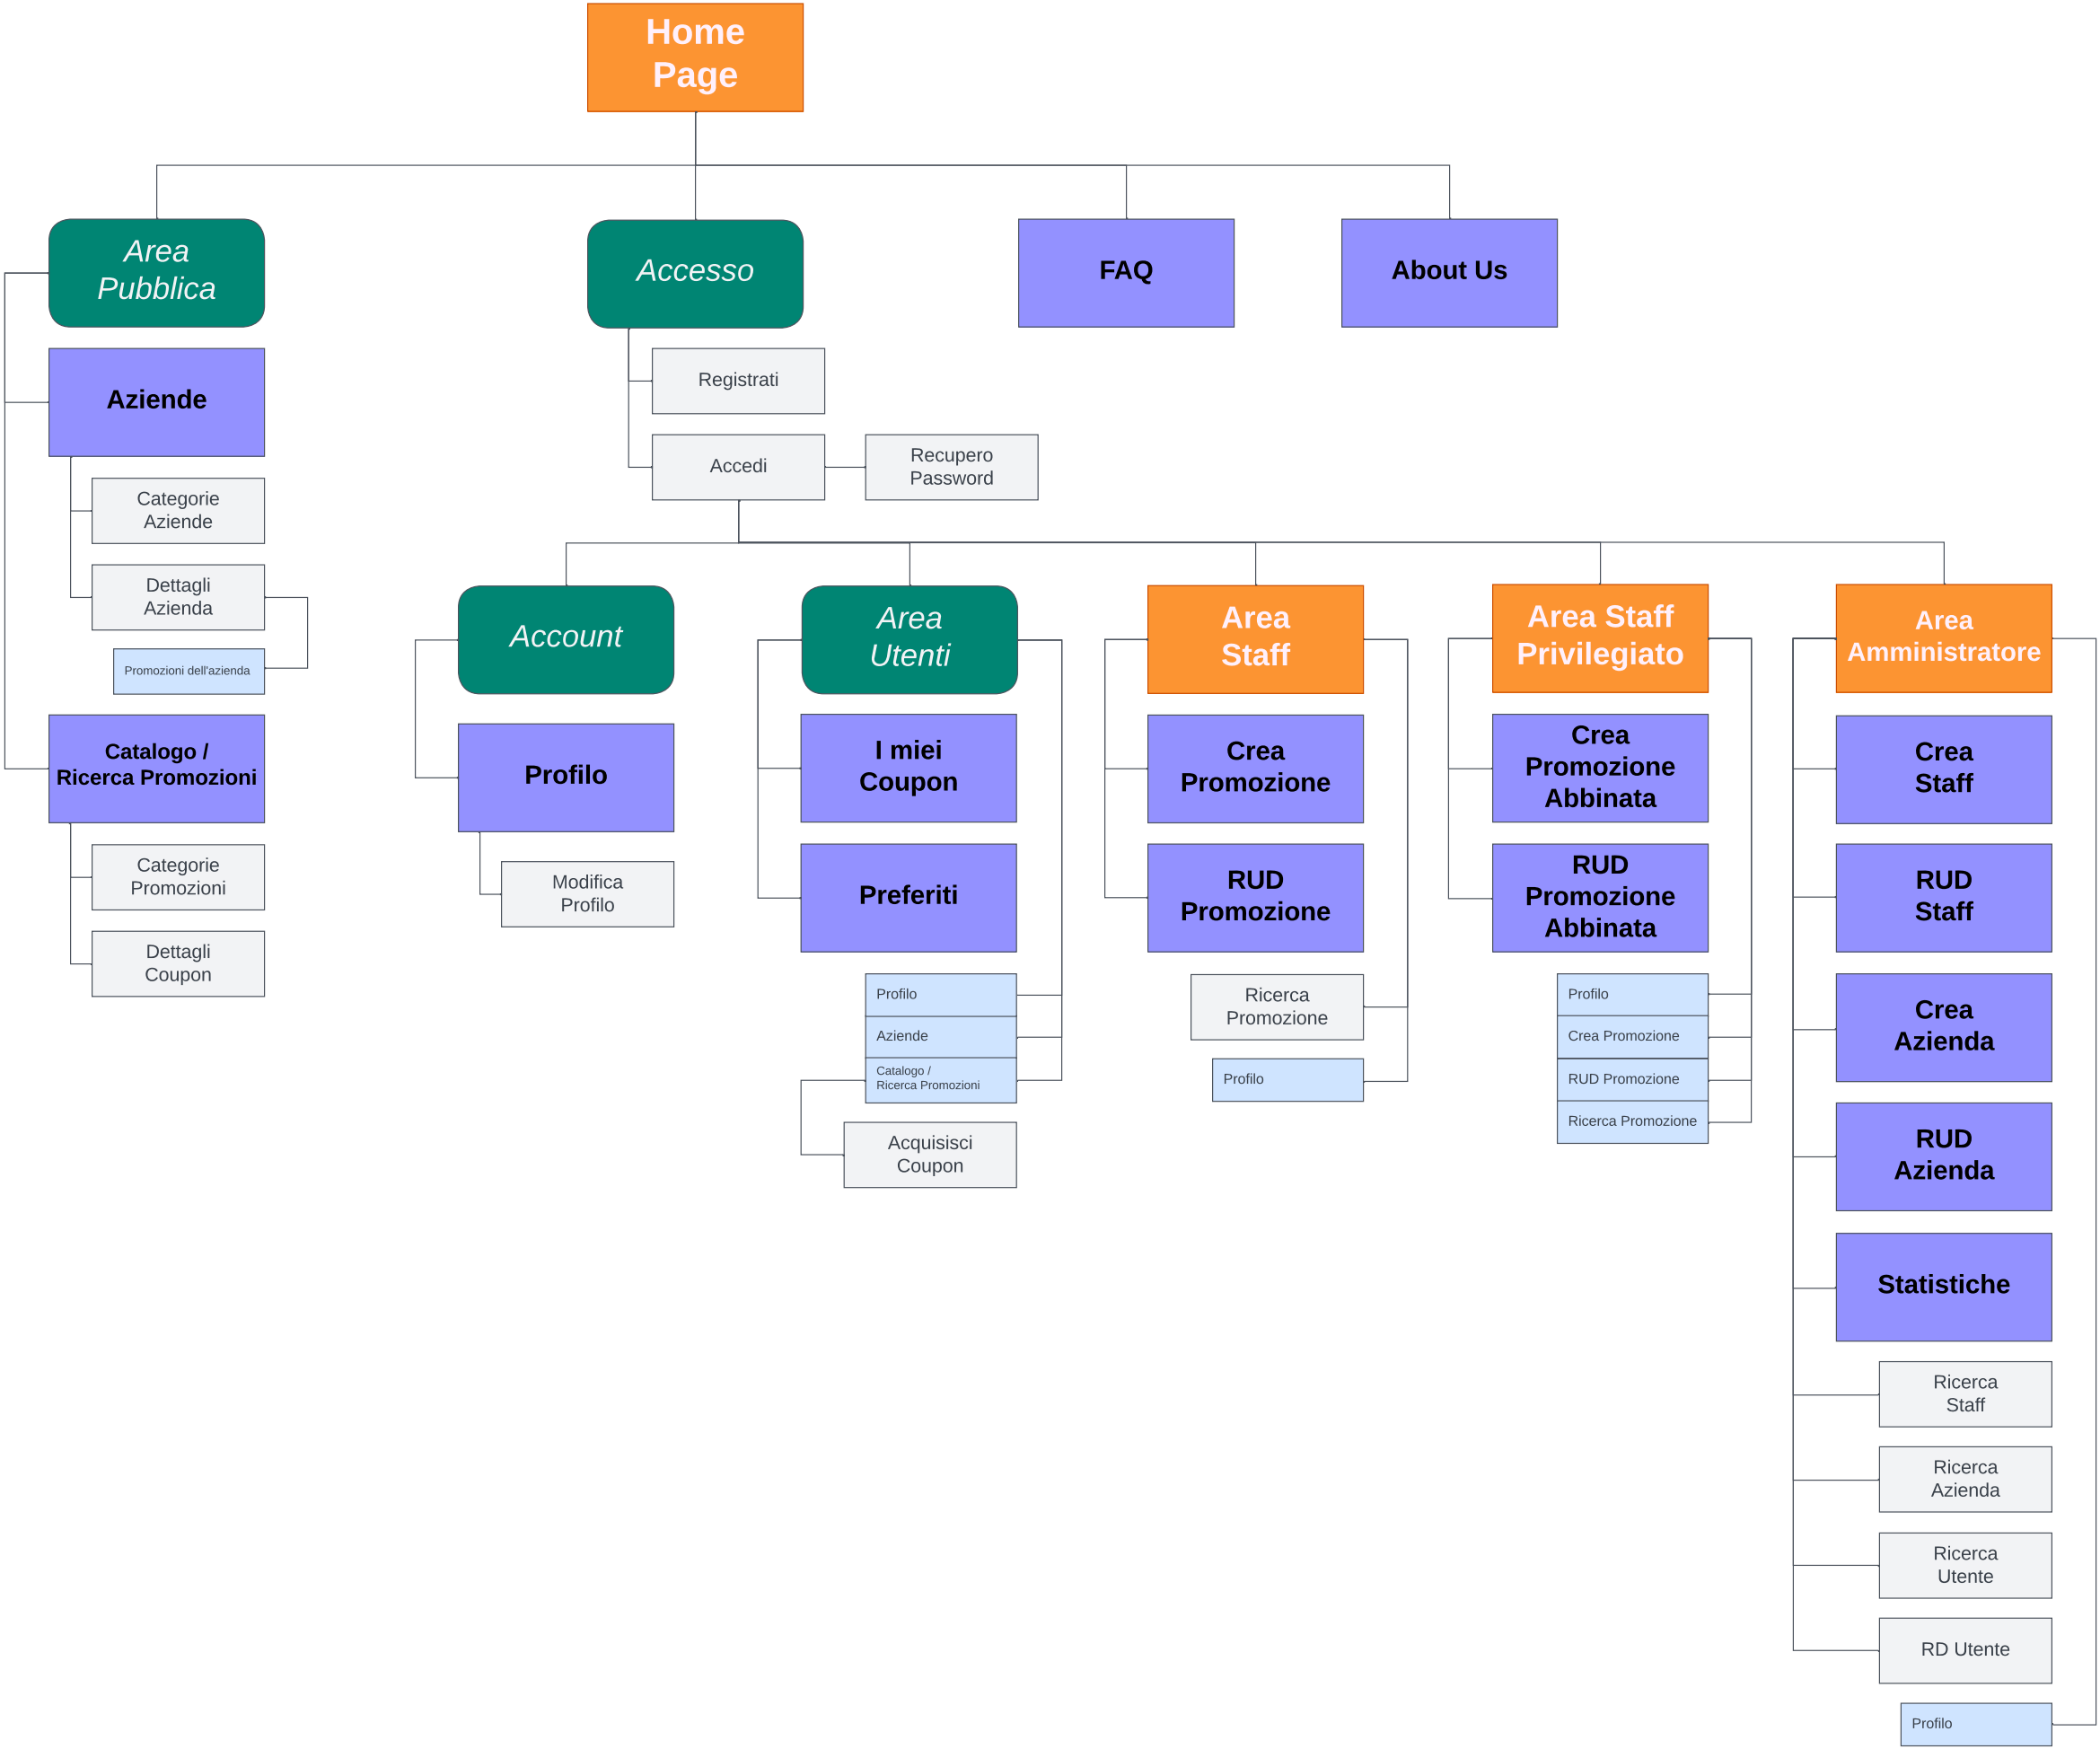 Home
Page
Area
Pubblica
Accesso
FAQ
About Us
Aziende
Categorie
Aziende
Dettagli
Azienda
Promozioni dell'azienda
Catalogo /
Ricerca Promozioni
Categorie
Promozioni
Dettagli
Coupon
Registrati
Accedi
Recupero
Password
Account
Profilo
Modifica
Profilo
Area
Utenti
I miei
Coupon
Preferiti
Profilo
Aziende
Catalogo /
Ricerca Promozioni
Acquisisci
Coupon
Area
Staff
Crea
Promozione
RUD
Promozione
Ricerca
Promozione
Profilo
Area Staff
Privilegiato
Crea
Promozione
Abbinata
RUD
Promozione
Abbinata
Profilo
Crea Promozione
RUD Promozione
Ricerca Promozione
Area
Amministratore
Crea
Staff
RUD
Staff
Crea
Azienda
RUD
Azienda
Statistiche
Ricerca
Staff
Ricerca
Azienda
Ricerca
Utente
RD Utente
Profilo